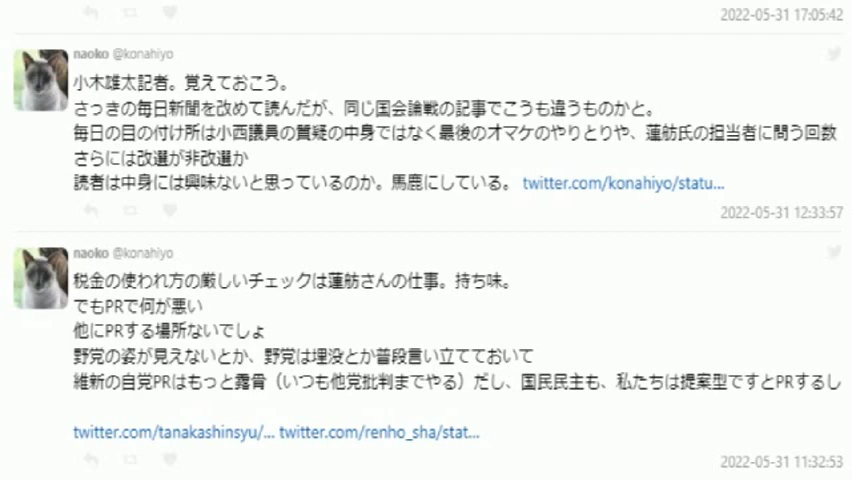 2022-05-31 17:05:42
naoko @konahiyo
小木雄太記者。覚えておこう。
さっきの毎日新聞を改めて読んだが、同じ国会論戦の記事でこうも違うものかと。
毎日の目の付け所は小西議員の質疑の中身ではなく最後のオマケのやりとりや、蓮舫氏の担当者に問う回数
さらには改選が非改選か
読者は中身には興味ないと思っているのか。馬鹿にしている。 twitter.com/konahiyo/statu...
2022-05-31 12:33:57
naoko @konahiyo
税金の使われ方の厳しいチェックは蓮舫さんの仕事。持ち味。
でもPRで何が悪い
他にPRする場所ないでしょ
野党の姿が見えないとか、野党は埋没とか普段言い立てておいて
維新の自党PRはもっと露骨（いつも他党批判までやる）だし、国民民主も、私たちは提案型ですとPRするし
twitter.com/tanakashinsyu/... twitter.com/renho_sha/stat...
2022-05-31 11:32:53